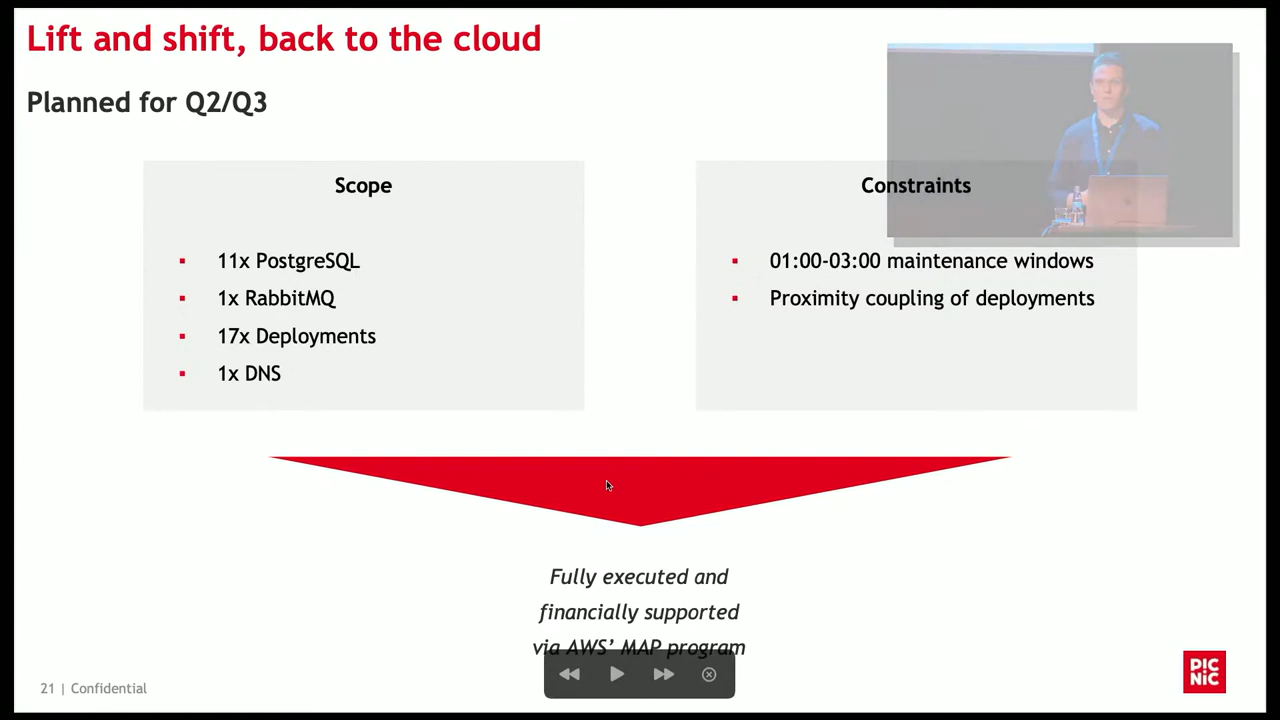 Lift and shift, back to the cloud
Planned for Q2/Q3
Scope
11x PostgreSQL
1x RabbitMQ
17x Deployments
1x DNS
Constraints
01:00-03:00 maintenance windows
Proximity coupling of deployments
Fully executed and
financially supported
via AWS’ MAP program
21 | Confidential
PiC
NiC